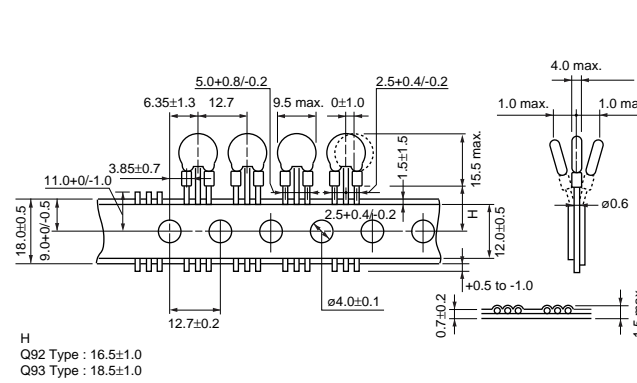 4.0 max.
5.0+0.8/-0.2
2.5+0.4/-0.2
6.35±1.3
12.7
9.5 max.
0±1.0
1.0 max.
1.0 ma
3.85±0.7
11.0+0/-1.0
1.5±1.5
15.5 max.
18.0±0.5
9.0+0/-0.5
2.5+0.4/-0.2
H
12.0±0.5
ø0.6
+0.5 to -1.0
ø4.0±0.1
12.7±0.2
0.7±0.2
1.5 max.
H
Q92 Type : 16.5±1.0
Q93 Type : 18.5±1.0